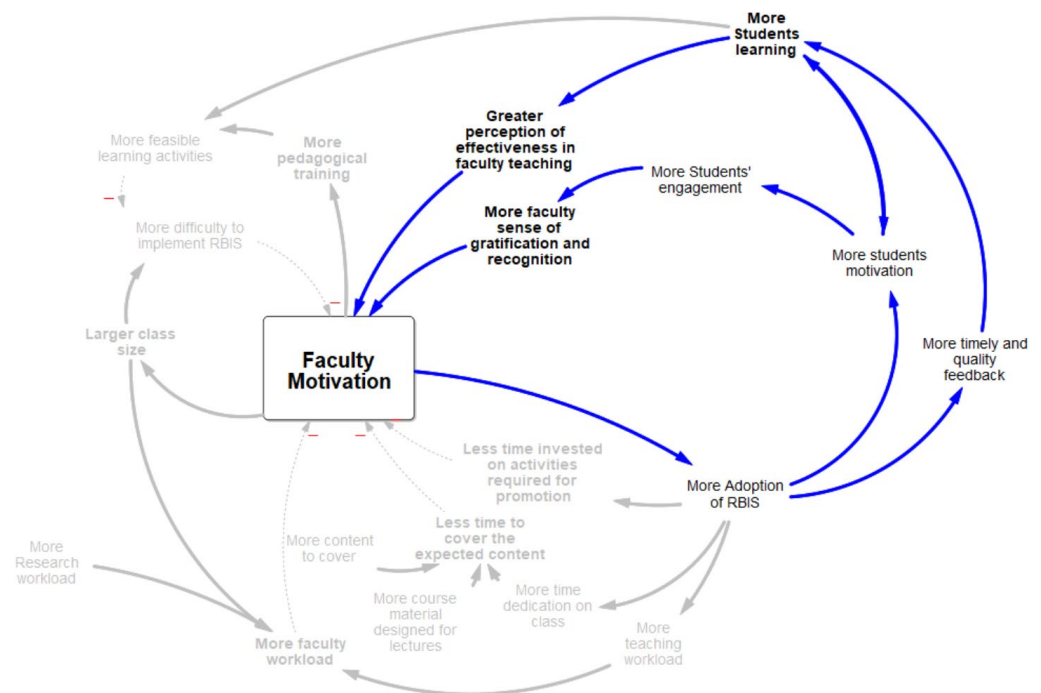 More
Students
learning
Greater
perception of
effectiveness in
faculty teaching
More feasible
learning activities
More
pedagogical
training
More Students'
engagement
–
More difficulty to
implement RBIS
More faculty
sense of
gratification and
recognition
More students
motivation
–
Larger class
size
Faculty
Motivation
More timely and
quality
feedback
–
–
–
Less time invested
on activities
required for
promotion
More Adoption
of RBIS
Less time to
cover the
expected content
More content
to cover
More
Research
workload
More course
material
designed for
lectures
More time
dedication on
class
More faculty
workload
More
teaching
workload